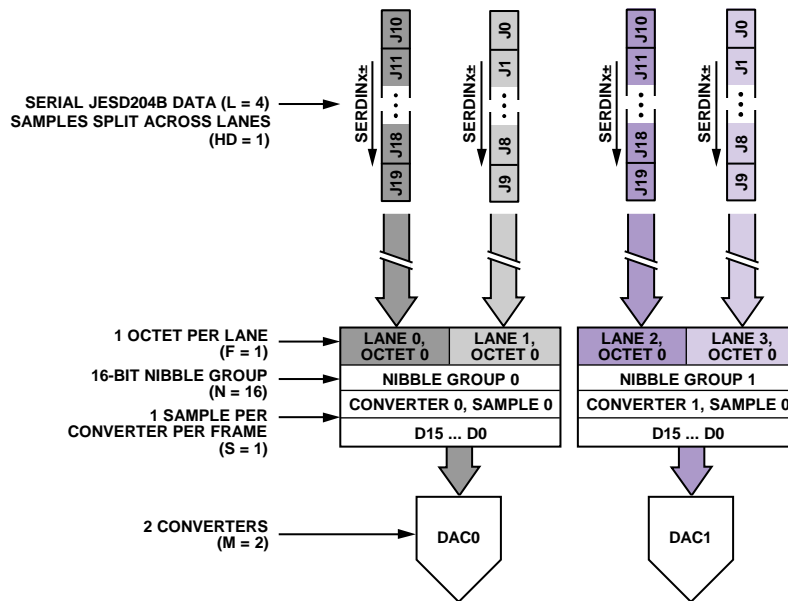 J10
J11
J18
J19
SERDINx±
J0
J1
J8
J9
SERDINx±
J10
J11
J18
J19
SERDINx±
J0
J1
J8
J9
SERDINx±
SERIAL JESD204B DATA (L = 4)
SAMPLES SPLIT ACROSS LANES
(HD = 1)
1 OCTET PER LANE
(F = 1)
LANE 0,
OCTET 0
LANE 1,
OCTET 0
LANE 2,
OCTET 0
LANE 3,
OCTET 0
16-BIT NIBBLE GROUP
(N = 16)
NIBBLE GROUP 0
NIBBLE GROUP 1
1 SAMPLE PER
CONVERTER PER FRAME
(S = 1)
CONVERTER 0, SAMPLE 0
CONVERTER 1, SAMPLE 0
D15 ... D0
D15 ... D0
2 CONVERTERS
(M = 2)
DAC0
DAC1